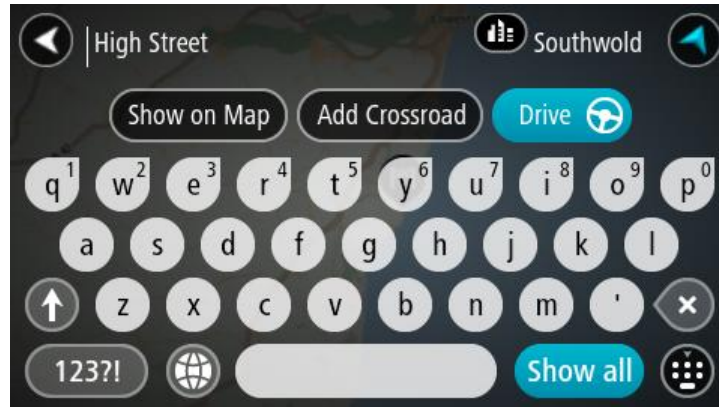 High Street Southwold
Show on Map Add Crossroad Drive
q1 w2 e3 r4 t5 y6 u7 i8 o9 p0
a s d f g h j k l
z x c v b n m '
123?! Show all